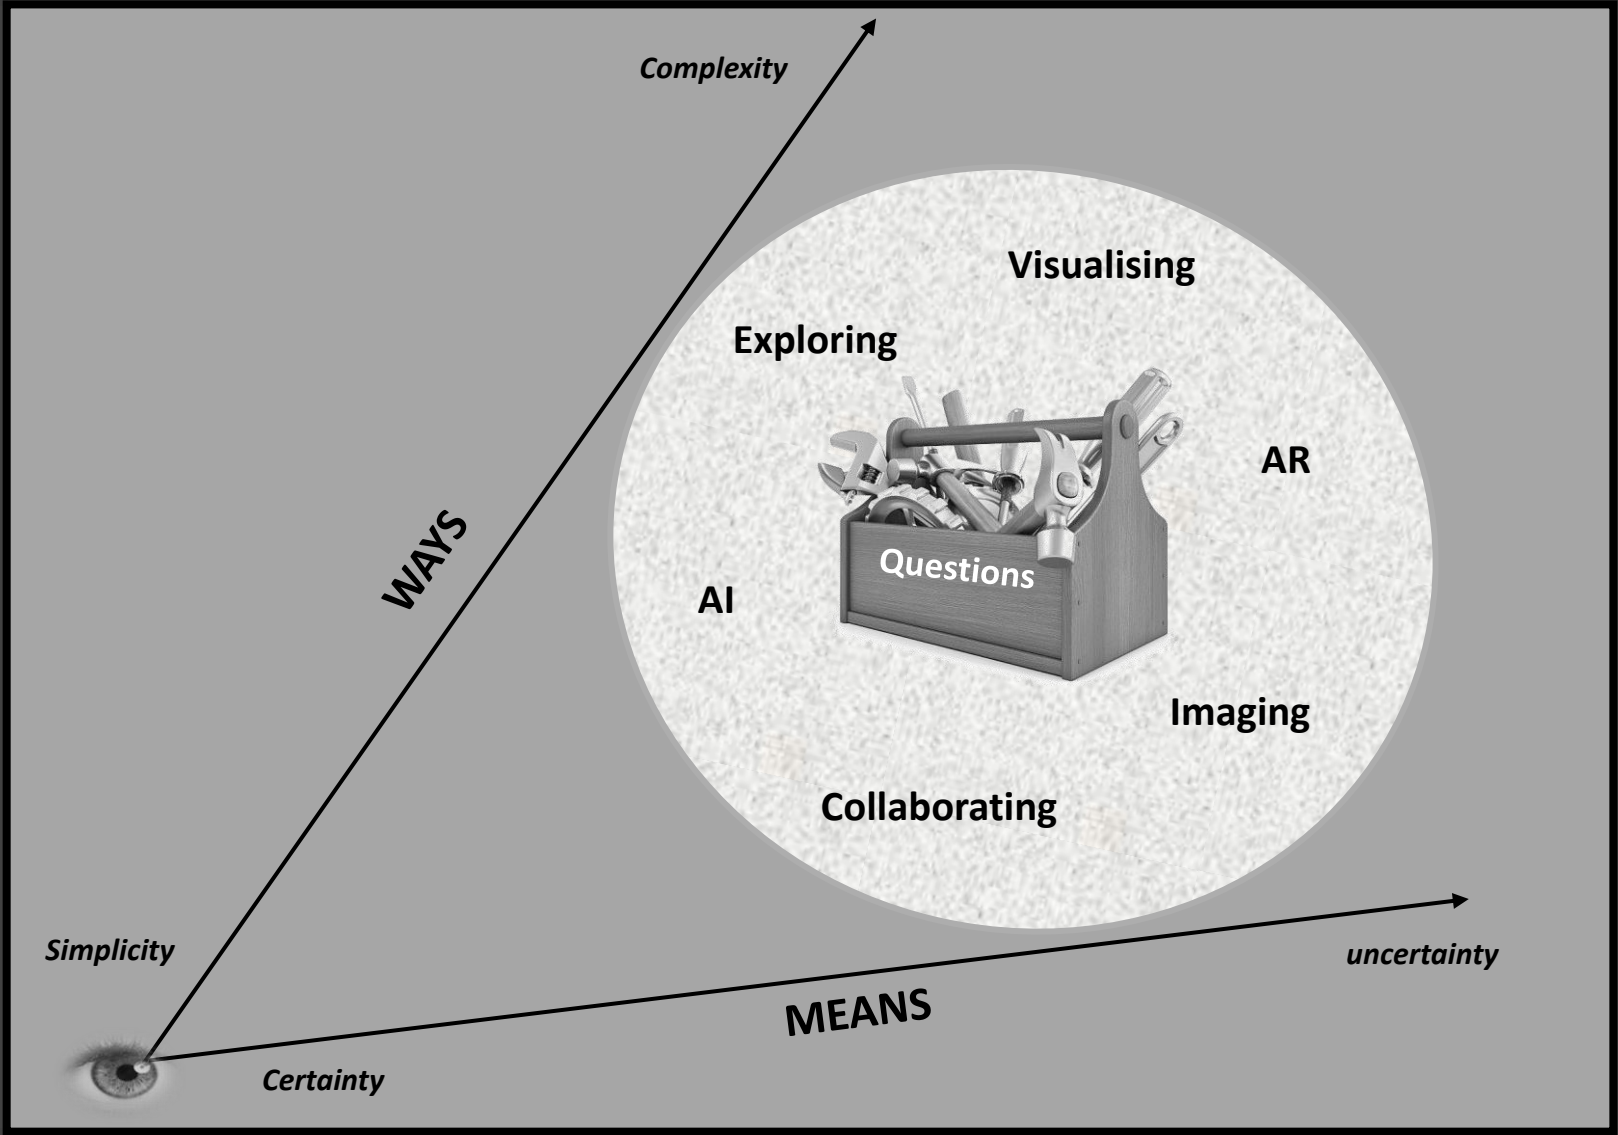 Complexity
Visualising
Exploring
AR
WAYS
Questions
AI
Imaging
Collaborating
Simplicity
uncertainty
MEANS
Certainty